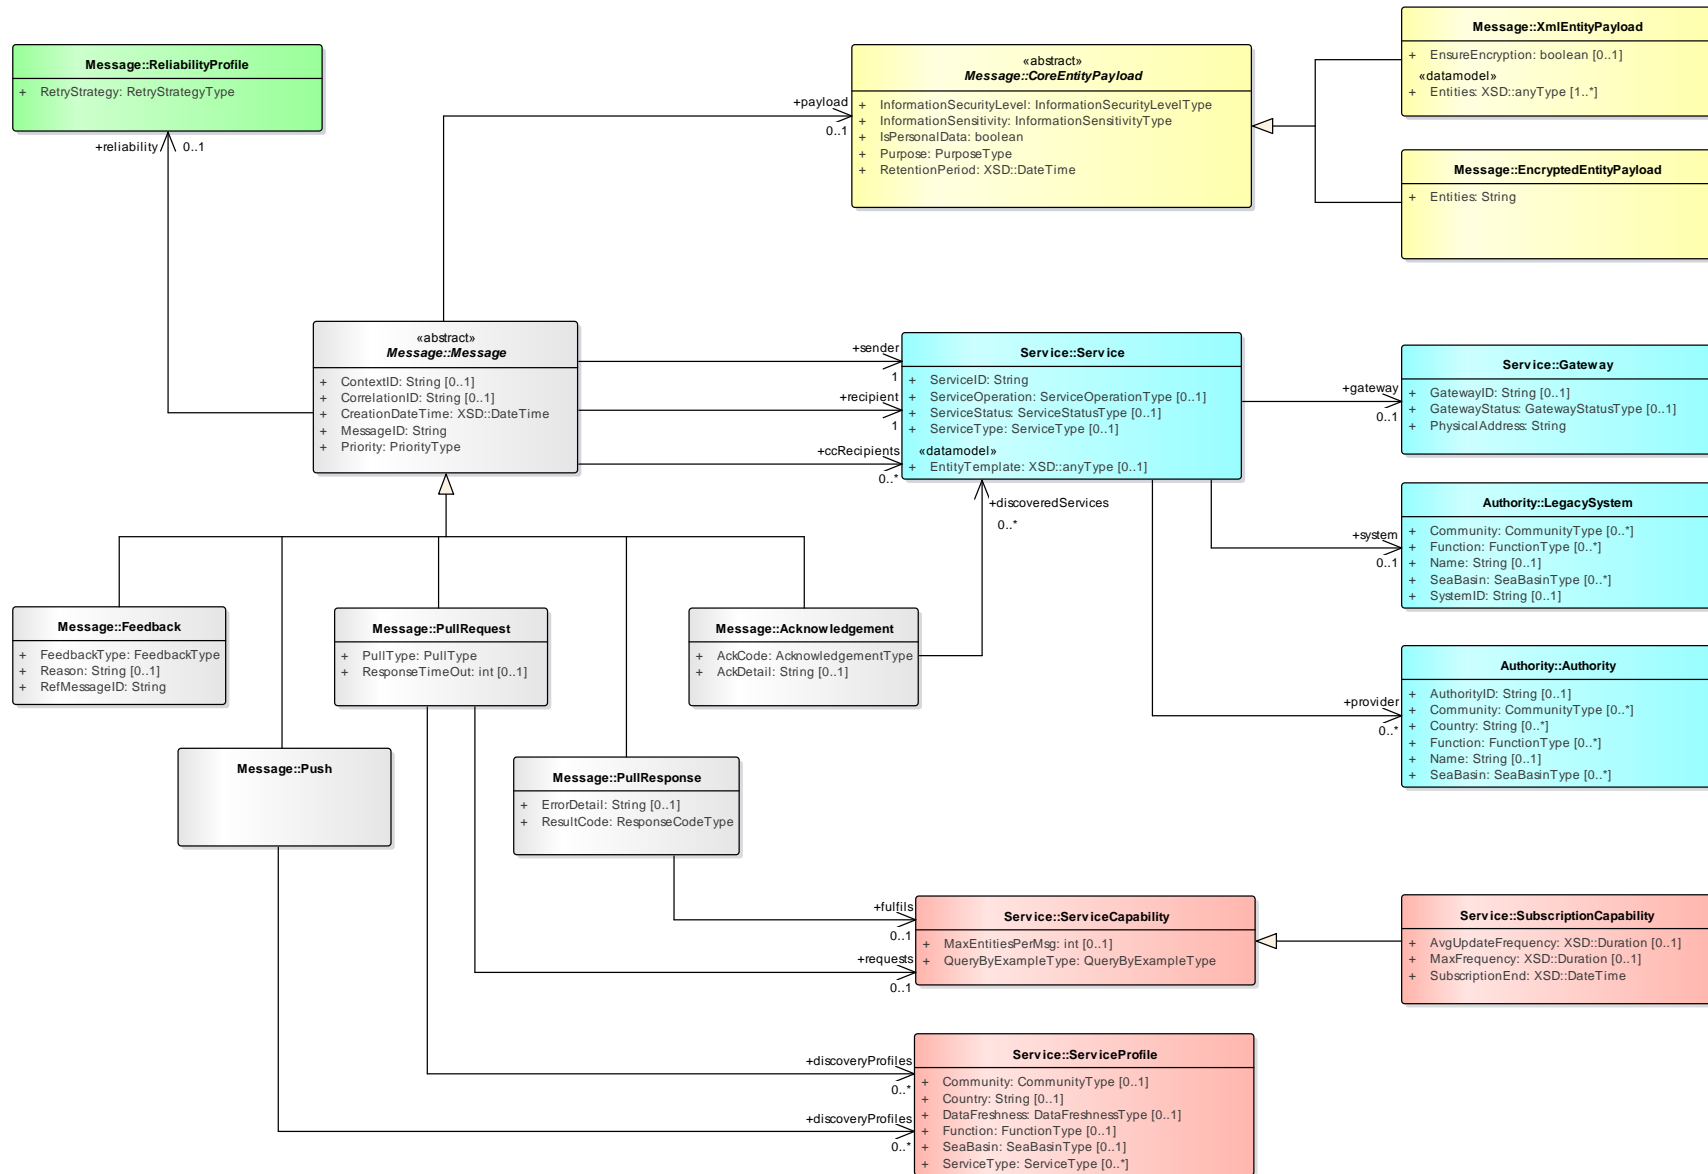 Message::ReliabilityProfile
+ RetryStrategy: RetryStrategyType
+reliability
0..1
«abstract»
Message::CoreEntityPayload
+ InformationSecurityLevel: InformationSecurityLevelType
+ InformationSensitivity: InformationSensitivityType
+ IsPersonalData: boolean
+ Purpose: PurposeType
+ RetentionPeriod: XSD::DateTime
+payload
0..1
Message::XmlEntityPayload
+ EnsureEncryption: boolean [0..1]
«datamodel»
+ Entities: XSD::anyType [1..*]
Message::EncryptedEntityPayload
+ Entities: String
«abstract»
Message::Message
+ ContextID: String [0..1]
+ CorrelationID: String [0..1]
+ CreationDateTime: XSD::DateTime
+ MessageID: String
+ Priority: PriorityType
+sender
1
+recipient
1
+ccRecipients
0..*
Service::Service
+ ServiceID: String
+ ServiceOperation: ServiceOperationType [0..1]
+ ServiceStatus: ServiceStatusType [0..1]
+ ServiceType: ServiceType [0..1]
«datamodel»
+ EntityTemplate: XSD::anyType [0..1]
+discoveredServices
0..*
+gateway
0..1
Service::Gateway
+ GatewayID: String [0..1]
+ GatewayStatus: GatewayStatusType [0..1]
+ PhysicalAddress: String
+system
0..1
Authority::LegacySystem
+ Community: CommunityType [0..*]
+ Function: FunctionType [0..*]
+ Name: String [0..1]
+ SeaBasin: SeaBasinType [0..*]
+ SystemID: String [0..1]
+provider
0..*
Authority::Authority
+ AuthorityID: String [0..1]
+ Community: CommunityType [0..*]
+ Country: String [0..*]
+ Function: FunctionType [0..*]
+ Name: String [0..1]
+ SeaBasin: SeaBasinType [0..*]
Message::Feedback
+ FeedbackType: FeedbackType
+ Reason: String [0..1]
+ RefMessageID: String
Message::PullRequest
+ PullType: PullType
+ ResponseTimeOut: int [0..1]
Message::Acknowledgement
+ AckCode: AcknowledgementType
+ AckDetail: String [0..1]
Message::Push
Message::PullResponse
+ ErrorDetail: String [0..1]
+ ResultCode: ResponseCodeType
+fulfils
0..1
+requests
0..1
Service::ServiceCapability
+ MaxEntitiesPerMsg: int [0..1]
+ QueryByExampleType: QueryByExampleType
Service::SubscriptionCapability
+ AvgUpdateFrequency: XSD::Duration [0..1]
+ MaxFrequency: XSD::Duration [0..1]
+ SubscriptionEnd: XSD::DateTime
+discoveryProfiles
0..*
+discoveryProfiles
0..*
Service::ServiceProfile
+ Community: CommunityType [0..1]
+ Country: String [0..1]
+ DataFreshness: DataFreshnessType [0..1]
+ Function: FunctionType [0..1]
+ SeaBasin: SeaBasinType [0..1]
+ ServiceType: ServiceType [0..*]